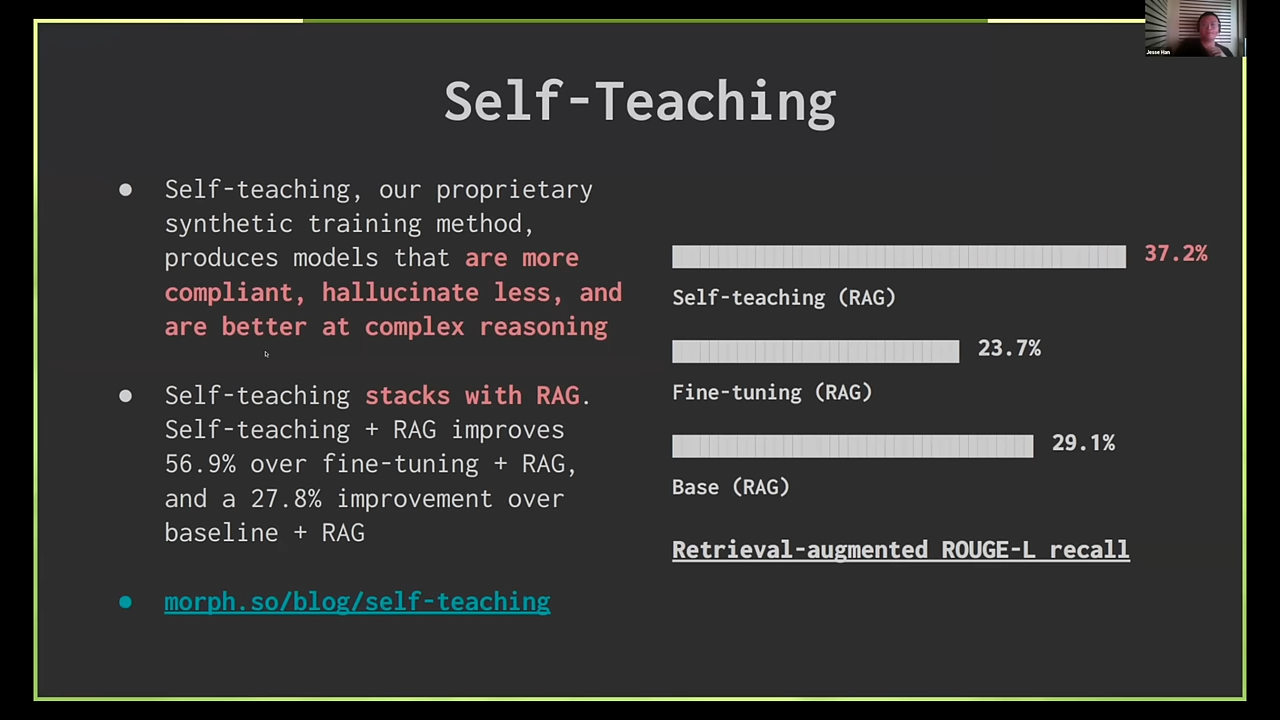 Jesse Han
Self-Teaching
● Self-teaching, our proprietary
synthetic training method,
produces models that are more
compliant, hallucinate less, and
are better at complex reasoning
● Self-teaching stacks with RAG.
Self-teaching + RAG improves
56.9% over fine-tuning + RAG,
and a 27.8% improvement over
baseline + RAG
● morph.so/blog/self-teaching
37.2%
Self-teaching (RAG)
23.7%
Fine-tuning (RAG)
29.1%
Base (RAG)
Retrieval-augmented ROUGE-L recall